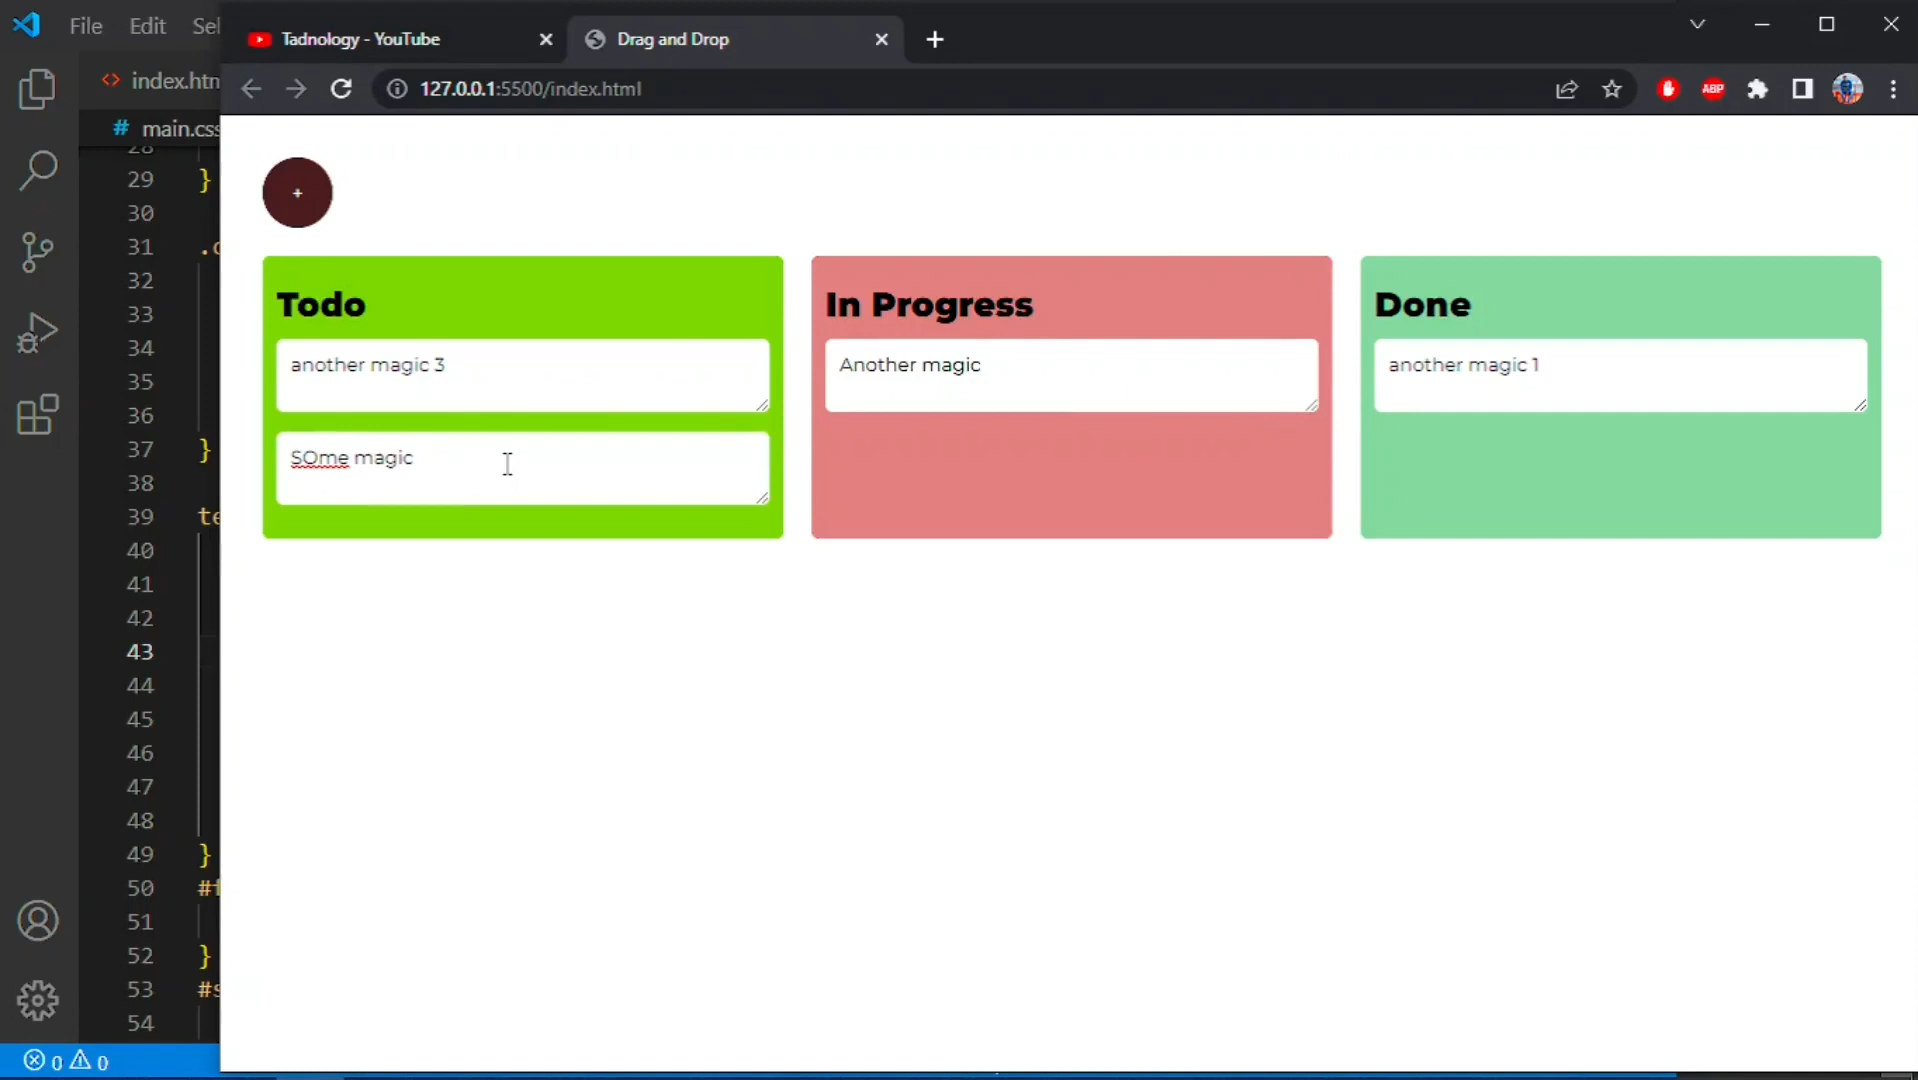 File Edit Sel
Tadnology - YouTube
Drag and Drop
index.htm
127.0.0.1:5500/index.html
ABP
# main.css
28
29 }
30
31 .c
32
33
34
35
36
37 }
38
39 te
40
41
42
43
44
45
46
47
48
49 }
50 #f
51
52 }
53 #s
54
+
Todo
another magic 3
SOme magic
In Progress
Another magic
Done
another magic 1
0 0